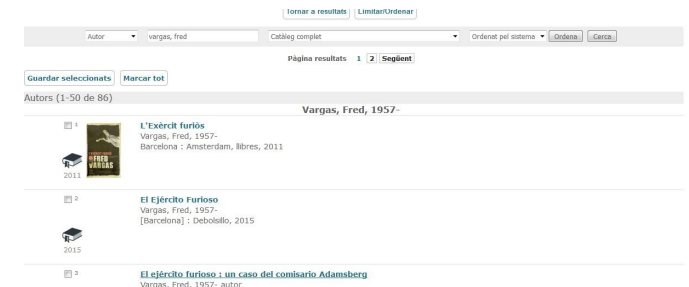 Tornar a resultats Limitar/Ordenar
Autor vargas, fred Catàleg complet Ordenat pel sistema Ordena Cerca
Pàgina resultats 1 2 Següent
Guardar seleccionats Marcar tot
Autors (1-50 de 86)
Vargas, Fred, 1957-
1 L'Exèrcit furiós
Vargas, Fred, 1957-
Barcelona : Amsterdam, llibres, 2011
FRED VARGAS
2011
2 El Ejército Furioso
Vargas, Fred, 1957-
[Barcelona] : Debolsillo, 2015
2015
3 El ejército furioso : un caso del comisario Adamsberg
Vargas, Fred, 1957- autor